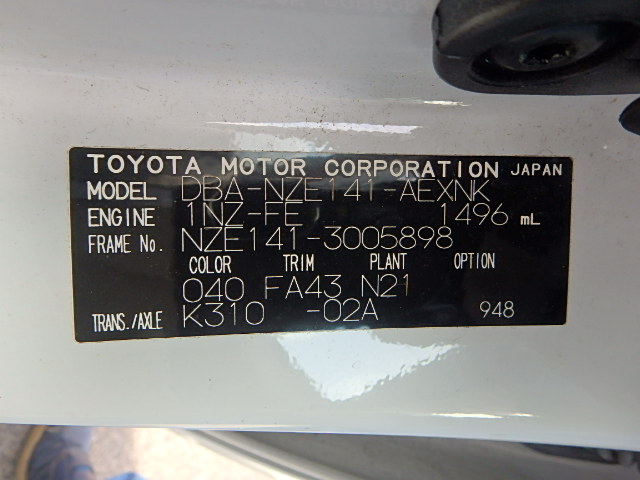 TOYOTA MOTOR CORPORATION JAPAN
MODEL DBA-NZE141-AEXNK
ENGINE 1NZ-FE 1496 mL
FRAME No. NZE141-3005898
COLOR TRIM PLANT OPTION
040 FA43 N21
TRANS./AXLE K310 -02A 948